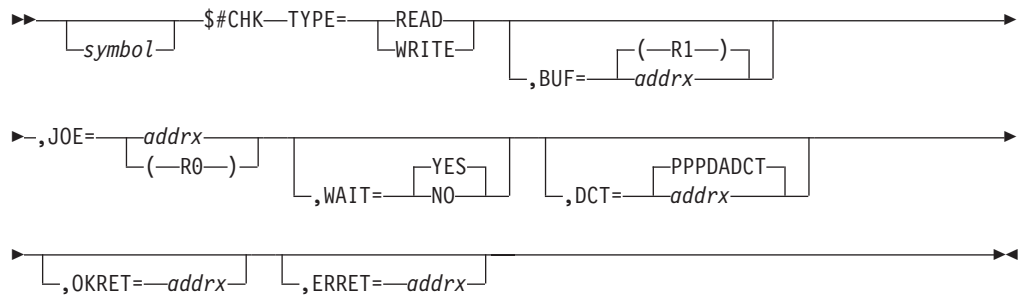 $#CHK TYPE= READ
symbol WRITE ( R1 )
,BUF= addrx
,JOE= addrx
( R0 ) YES PPPDADCT
,WAIT= NO ,DCT= addrx
,OKRET= addrx ,ERRET= addrx